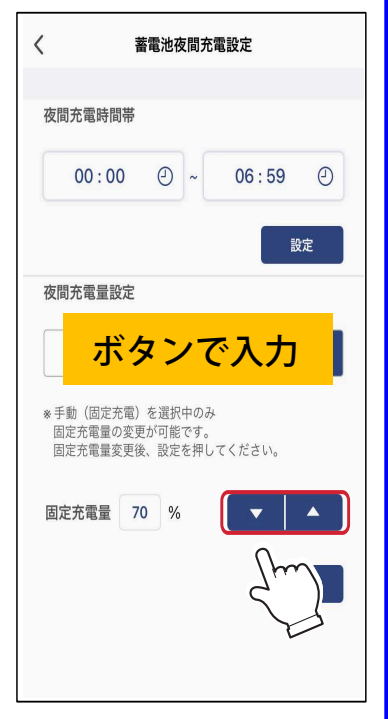 蓄電池夜間充電設定
夜間充電時間帯
00:00 ~ 06:59
設定
夜間充電量設定
ボタンで入力
※手動（固定充電）を選択中のみ
固定充電量の変更が可能です。
固定充電量変更後、設定を押してください。
固定充電量 70 % ▼ ▲